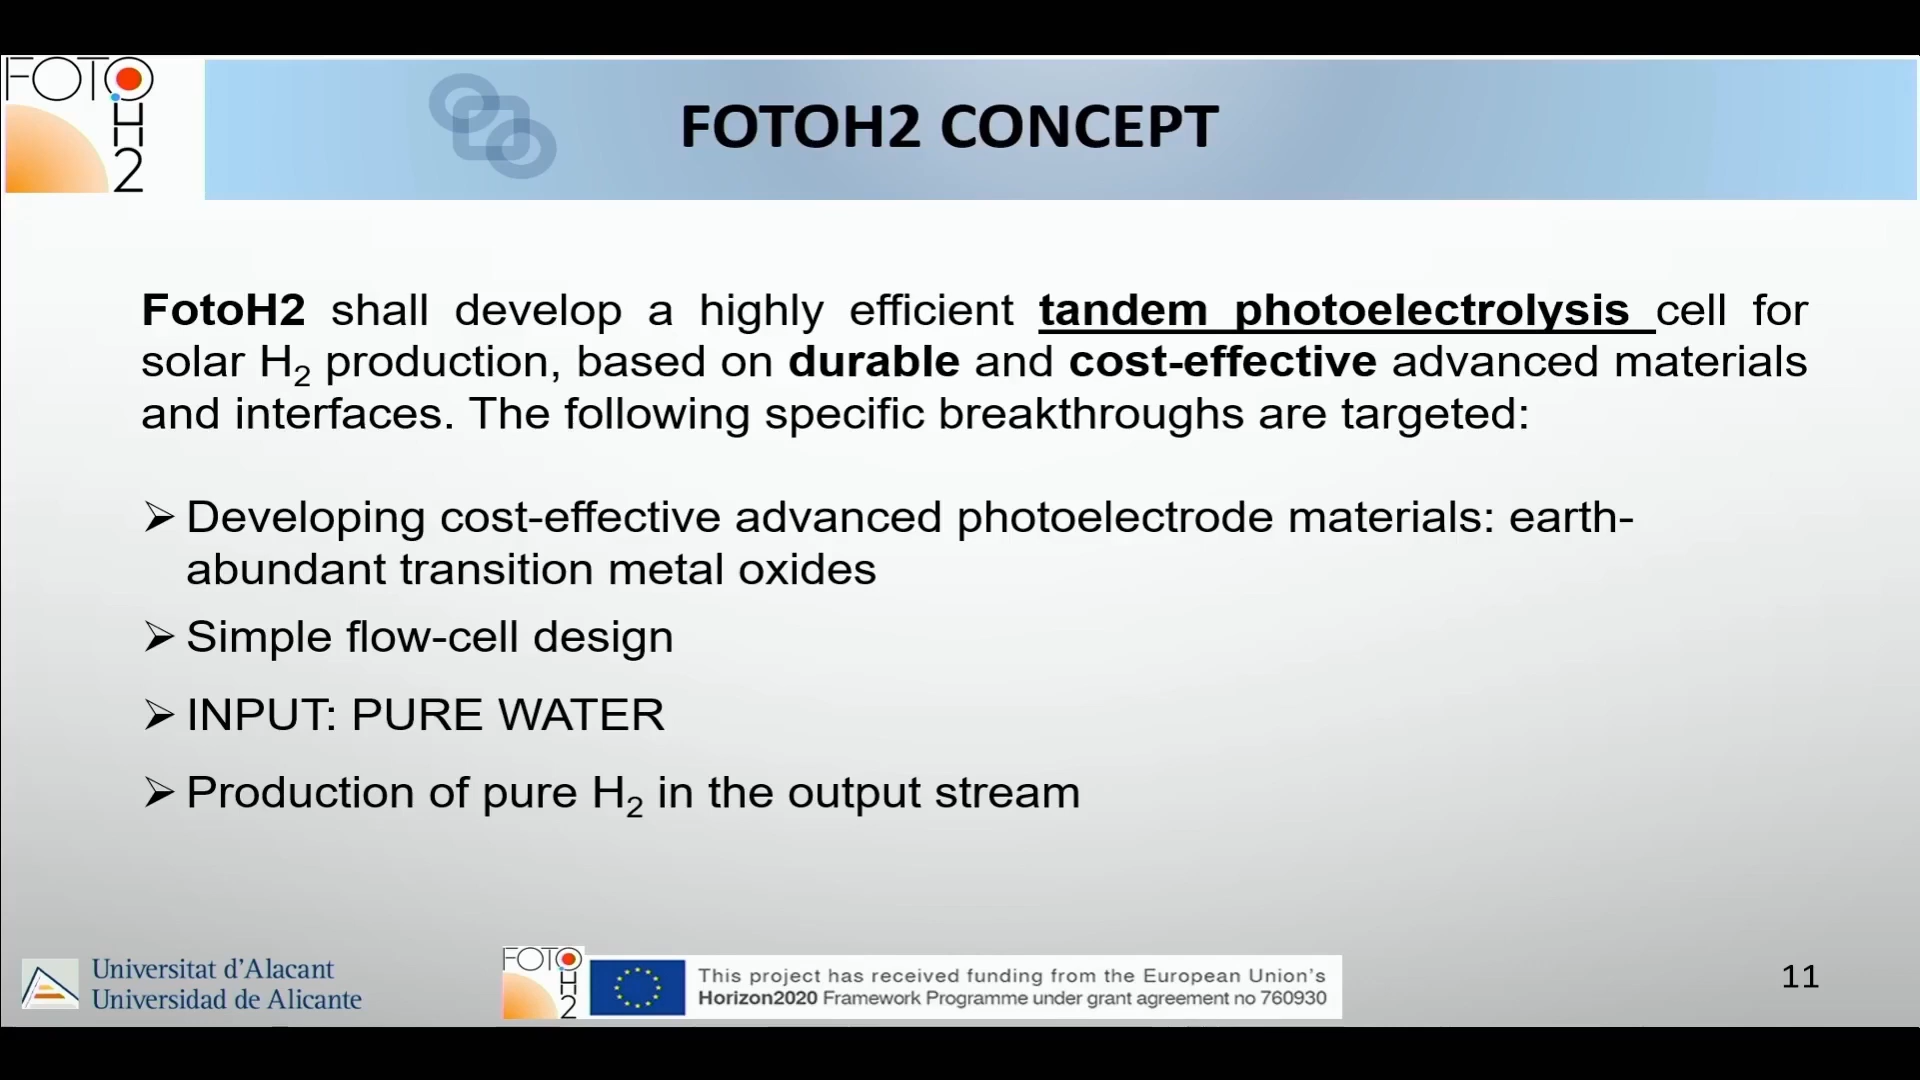 FOTO
H2
FOTOH2 CONCEPT
FotoH2 shall develop a highly efficient tandem photoelectrolysis cell for
solar H₂ production, based on durable and cost-effective advanced materials
and interfaces. The following specific breakthroughs are targeted:
➢ Developing cost-effective advanced photoelectrode materials: earth-
abundant transition metal oxides
➢ Simple flow-cell design
➢ INPUT: PURE WATER
➢ Production of pure H₂ in the output stream
Universitat d’Alacant
Universidad de Alicante
FOTO
H2
This project has received funding from the European Union’s
Horizon2020 Framework Programme under grant agreement no 760930
11